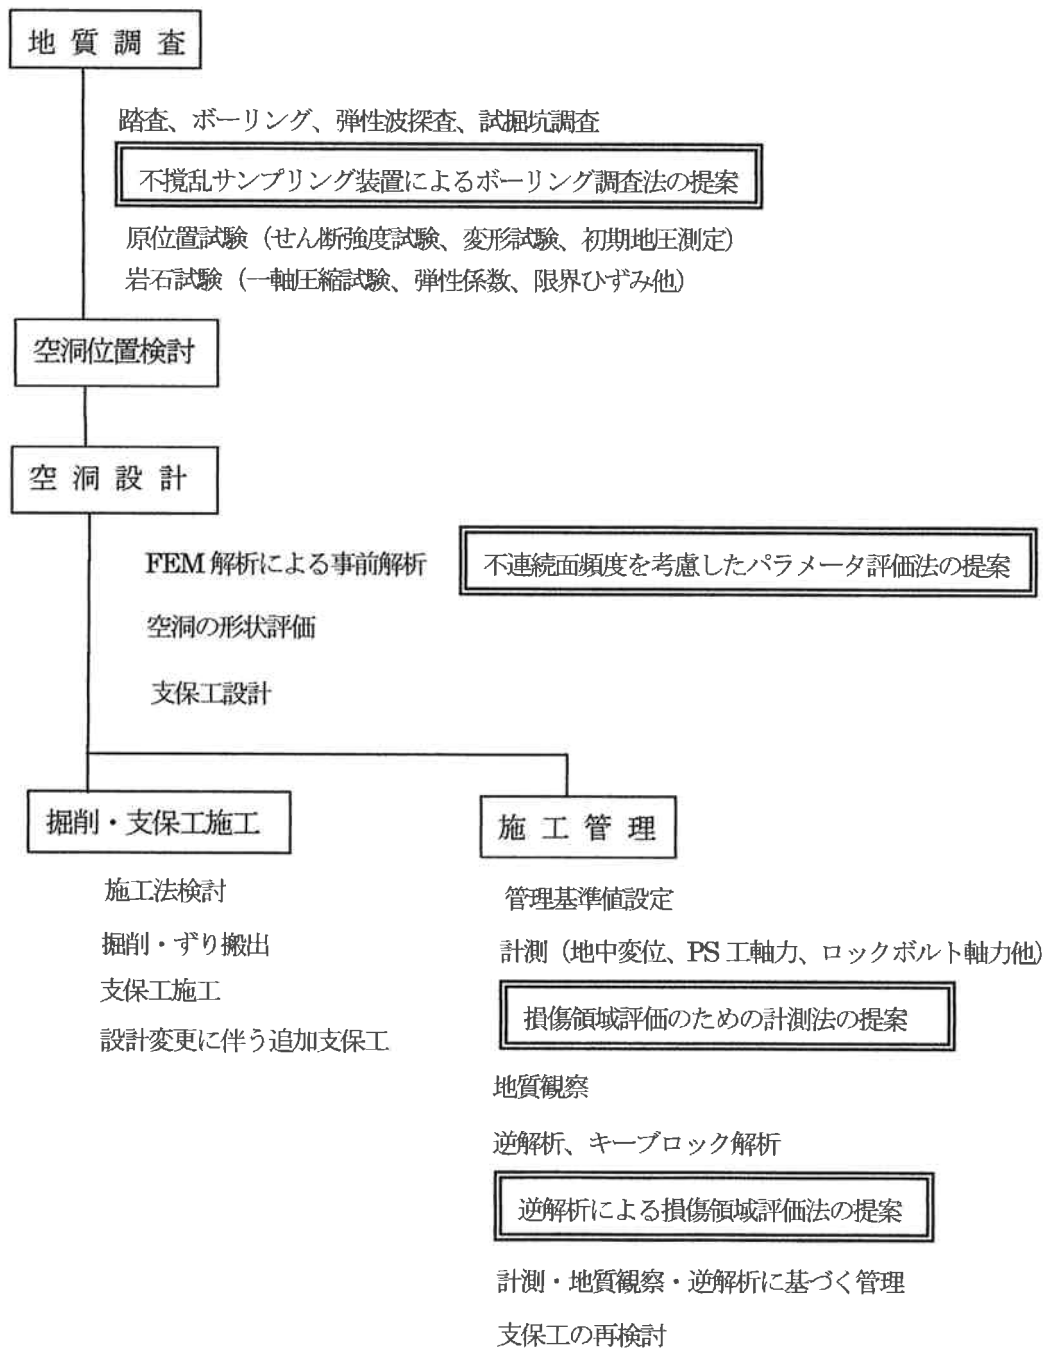 地質調査
踏査、ボーリング、弾性波探査、試掘坑調査
不撹乱サンプリング装置によるボーリング調査法の提案
原位置試験（せん断強度試験、変形試験、初期地圧測定）
岩石試験（一軸圧縮試験、弾性係数、限界ひずみ他）
空洞位置検討
空洞設計
FEM 解析による事前解析
不連続面頻度を考慮したパラメータ評価法の提案
空洞の形状評価
支保工設計
掘削・支保工施工
施工法検討
掘削・ずり搬出
支保工施工
設計変更に伴う追加支保工
施工管理
管理基準値設定
計測（地中変位、PS 工軸力、ロックボルト軸力他）
損傷領域評価のための計測法の提案
地質観察
逆解析、キーブロック解析
逆解析による損傷領域評価法の提案
計測・地質観察・逆解析に基づく管理
支保工の再検討